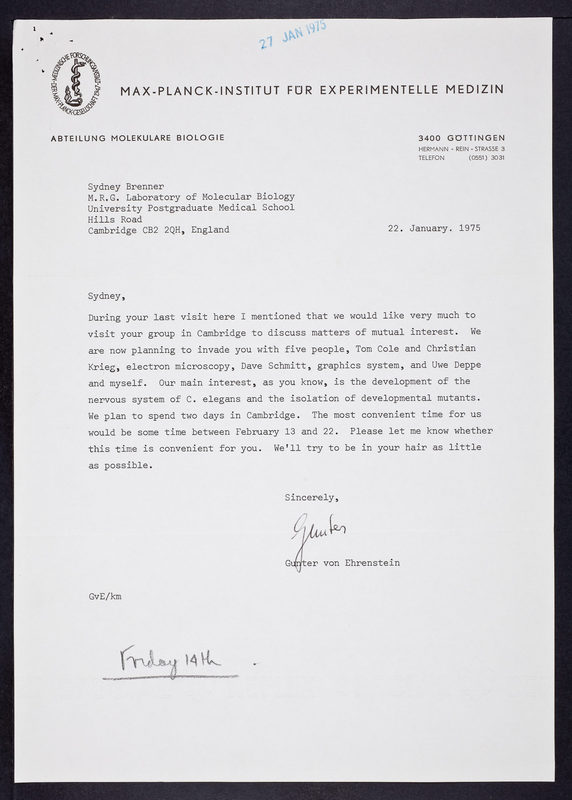 27 JAN 1975
MAX-PLANCK-INSTITUT FÜR EXPERIMENTELLE MEDIZIN
ABTEILUNG MOLEKULARE BIOLOGIE
3400 GÖTTINGEN
HERMANN - REIN - STRASSE 3
TELEFON (0551) 3031
Sydney Brenner
M.R.G. Laboratory of Molecular Biology
University Postgraduate Medical School
Hills Road
Cambridge CB2 2QH, England
22. January. 1975
Sydney,
During your last visit here I mentioned that we would like very much to
visit your group in Cambridge to discuss matters of mutual interest. We
are now planning to invade you with five people, Tom Cole and Christian
Krieg, electron microscopy, Dave Schmitt, graphics system, and Uwe Deppe
and myself. Our main interest, as you know, is the development of the
nervous system of C. elegans and the isolation of developmental mutants.
We plan to spend two days in Cambridge. The most convenient time for us
would be some time between February 13 and 22. Please let me know whether
this time is convenient for you. We'll try to be in your hair as little
as possible.
Sincerely,
Gunter
Gunter von Ehrenstein
GvE/km
Friday 14th